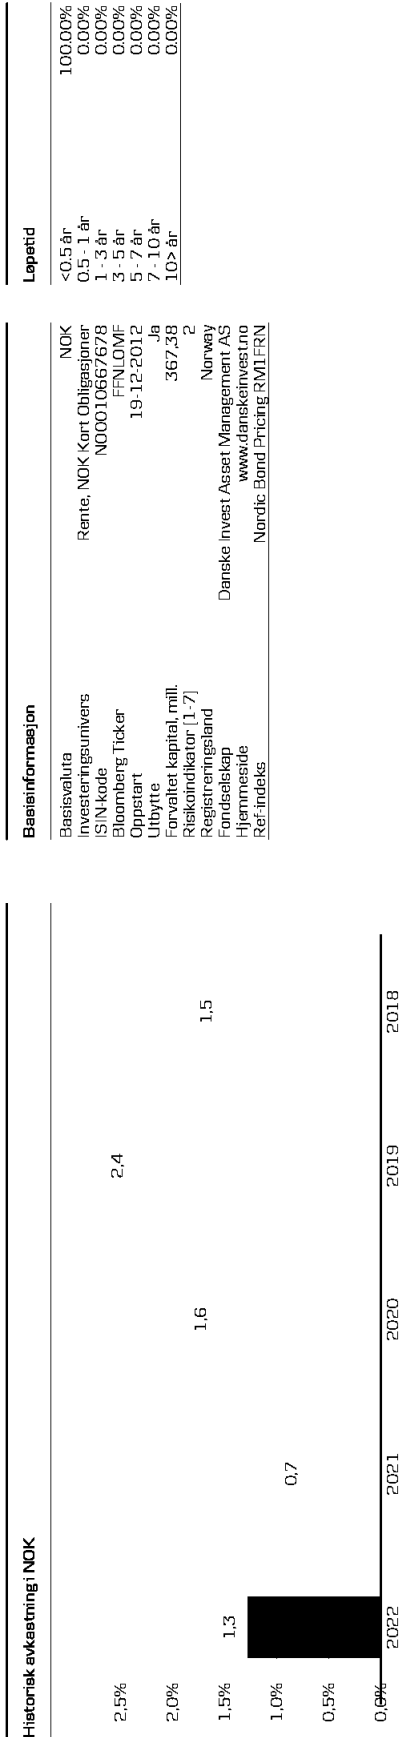 Historisk avkastning i NOK
2,5%
2,0%
1,5%
1,0%
0,5%
0,0%
1,3
0,7
1,6
2,4
1,5
2022 2021 2020 2019 2018
Basisinformasjon
Basisvaluta NOK
Investeringsunivers Rente, NOK Kort Obligasjoner
ISIN-kode NO0010667678
Bloomberg Ticker FFNLOMF
Oppstart 19-12-2012
Utbytte Ja
Forvaltet kapital, mill. 367,38
Risikoindikator [1-7] 2
Registreringsland Norway
Fondselskap Danske Invest Asset Management AS
Hjemmeside www.danskeinvest.no
Ref-indeks Nordic Bond Pricing RM1FRN
Løpetid
<0.5 år 100.00%
0.5 - 1 år 0.00%
1 - 3 år 0.00%
3 - 5 år 0.00%
5 - 7 år 0.00%
7 - 10 år 0.00%
10> år 0.00%